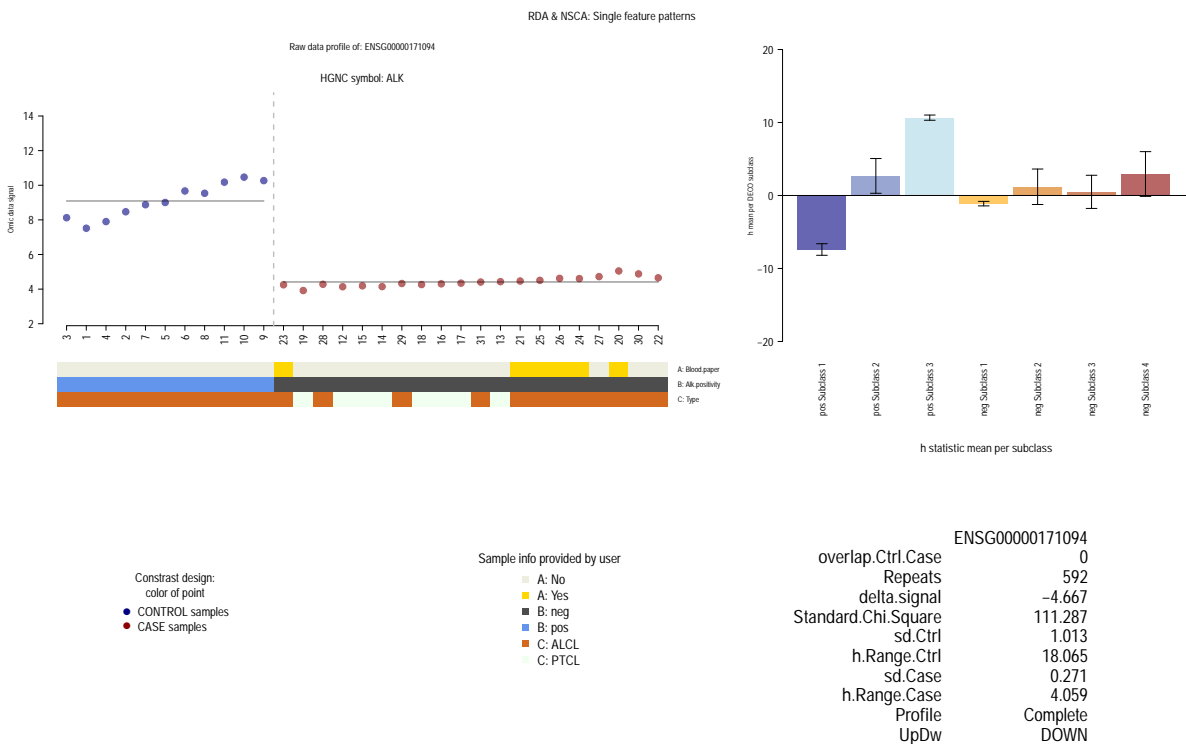 RDA & NSCA: Single feature patterns
Raw data profile of: ENSG00000171094
HGNC symbol: ALK
Omic data signal
14
12
10
8
6
4
2
3 1 4 2 7 5 6 8 11 10 9 23 19 28 12 15 14 29 18 16 17 31 13 21 25 26 24 27 20 30 22
A: Blood.paper
B: Alk.positivity
C: Type
h mean per DECO subclass
20
10
0
−10
−20
pos Subclass 1
pos Subclass 2
pos Subclass 3
neg Subclass 1
neg Subclass 2
neg Subclass 3
neg Subclass 4
h statistic mean per subclass
Constrast design:
color of point
CONTROL samples
CASE samples
Sample info provided by user
A: No
A: Yes
B: neg
B: pos
C: ALCL
C: PTCL
ENSG00000171094
overlap.Ctrl.Case 0
Repeats 592
delta.signal −4.667
Standard.Chi.Square 111.287
sd.Ctrl 1.013
h.Range.Ctrl 18.065
sd.Case 0.271
h.Range.Case 4.059
Profile Complete
UpDw DOWN